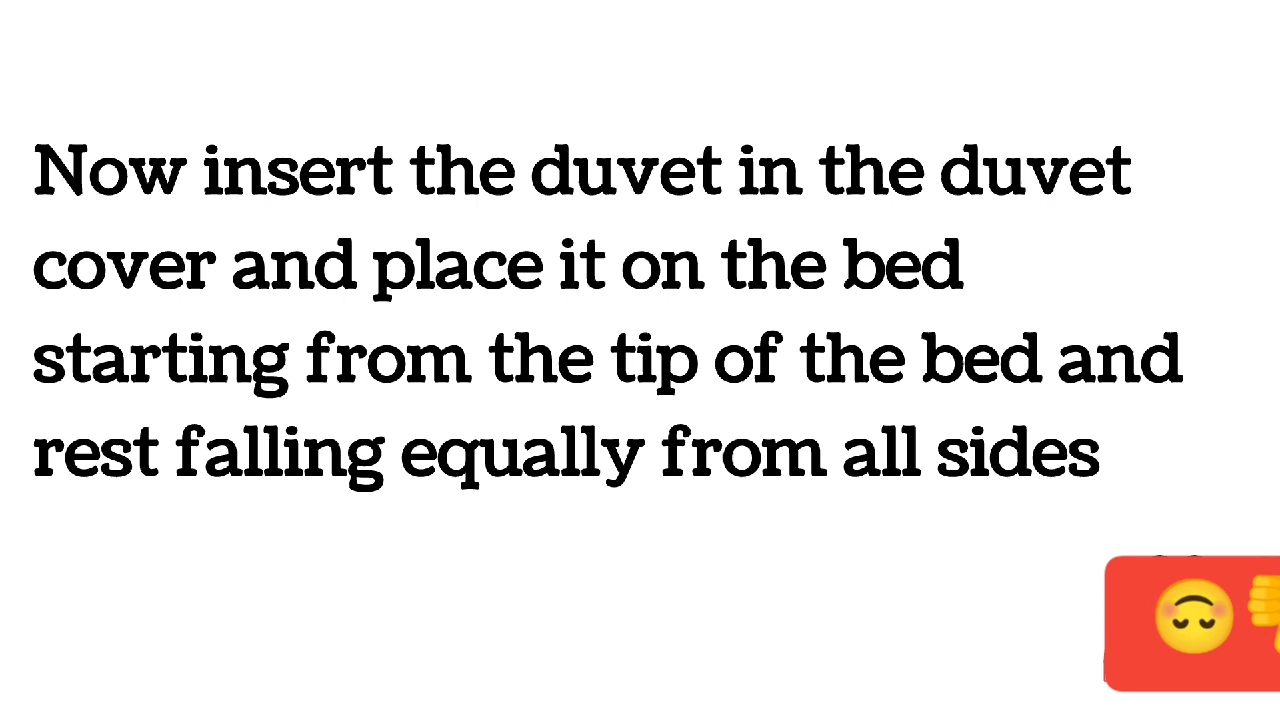 Now insert the duvet in the duvet
cover and place it on the bed
starting from the tip of the bed and
rest falling equally from all sides